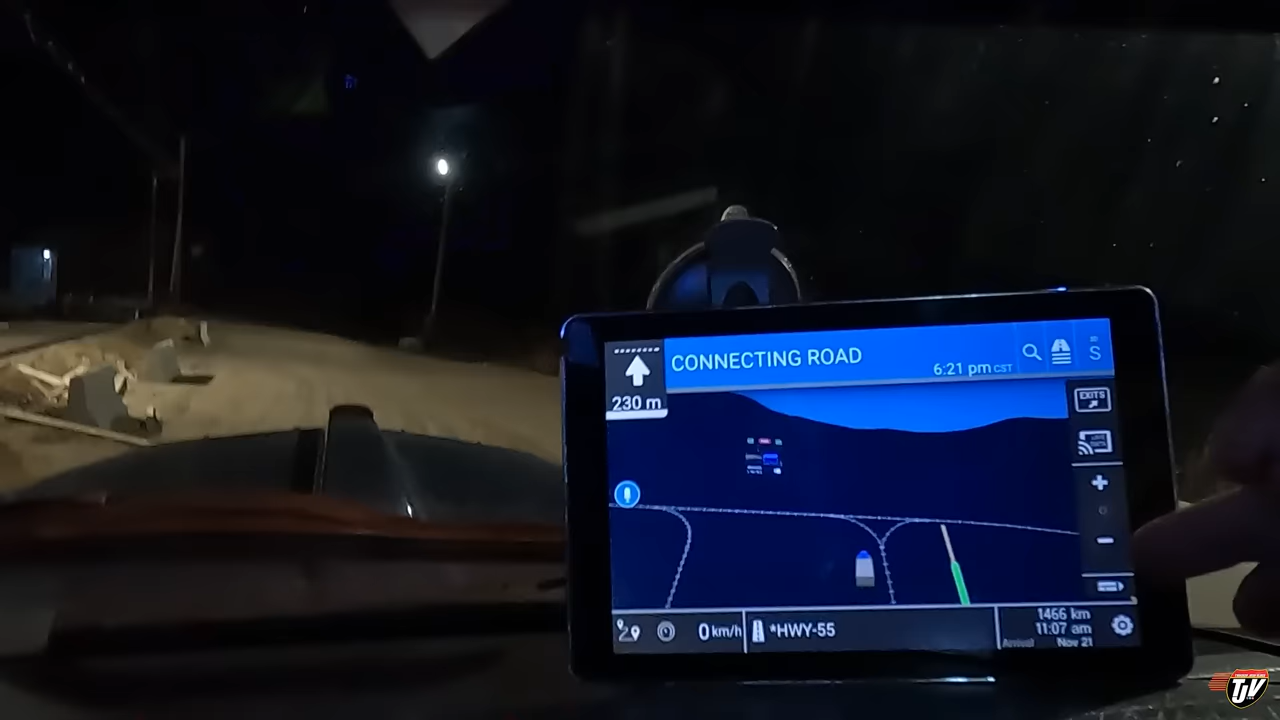 CONNECTING ROAD
6:21 pm CST
S
230 m
EXITS
0 km/h
*HWY-55
1466 km
11:07 am
Arrival Nov 21
TJV